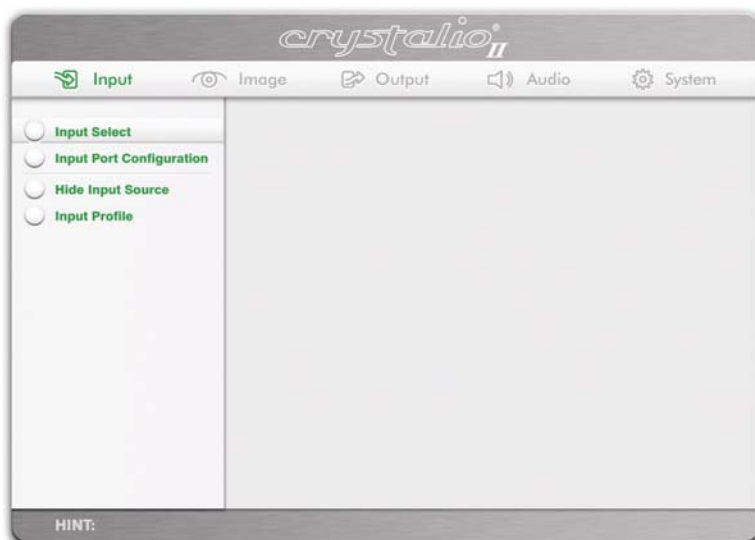 crystalio® II
Input Image Output Audio System
Input Select
Input Port Configuration
Hide Input Source
Input Profile
HINT: